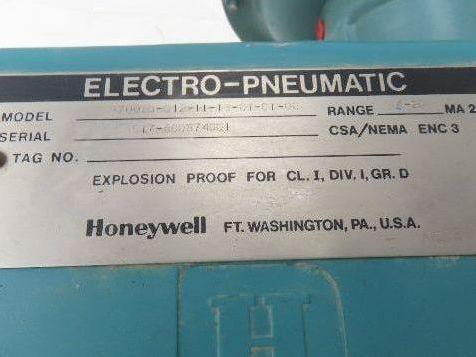 ELECTRO-PNEUMATIC
MODEL RANGE MA 2
SERIAL CSA/NEMA ENC 3
TAG NO.
EXPLOSION PROOF FOR CL. I, DIV. I, GR. D
Honeywell FT. WASHINGTON, PA., U.S.A.